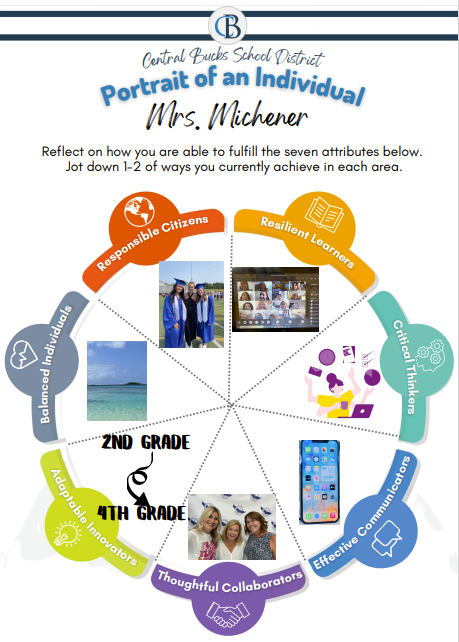 CB
Central Bucks School District
Portrait of an Individual
Mrs. Michener
Reflect on how you are able to fulfill the seven attributes below.
Jot down 1-2 of ways you currently achieve in each area.
Responsible Citizens
Resilient Learners
Balanced Individuals
Critical Thinkers
2ND GRADE
4TH GRADE
Adaptable Innovators
Effective Communicators
Thoughtful Collaborators